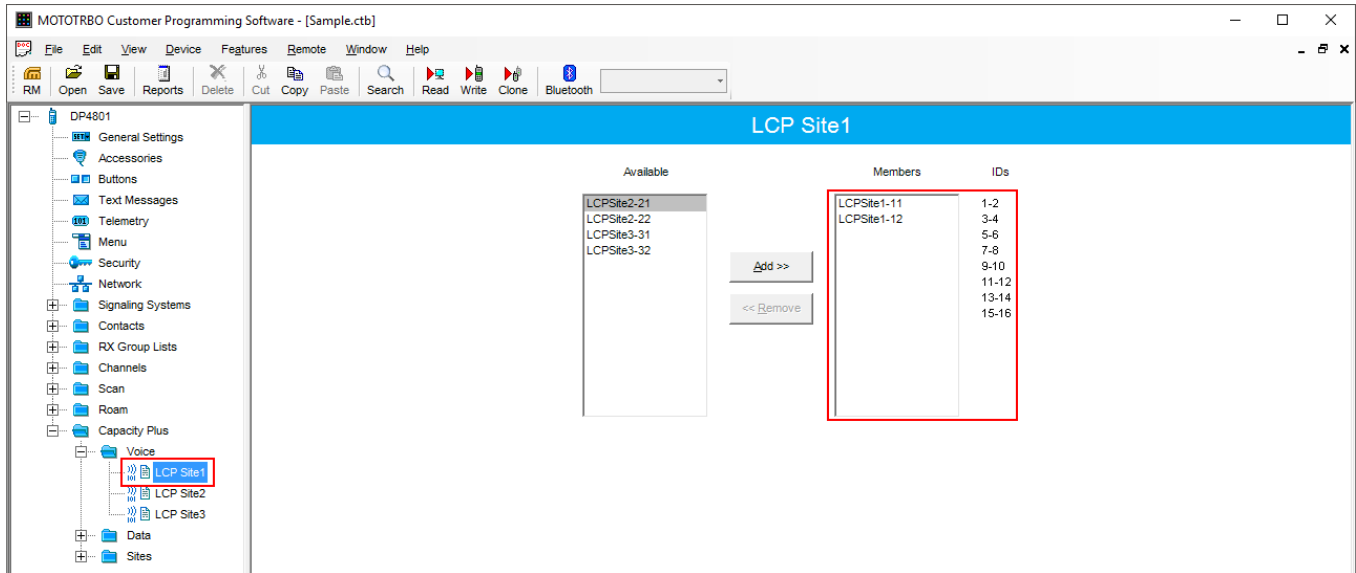 MOTOTRBO Customer Programming Software - [Sample.ctb]
File Edit View Device Features Remote Window Help
RM Open Save Reports Delete Cut Copy Paste Search Read Write Clone Bluetooth
DP4801
General Settings
Accessories
Buttons
Text Messages
Telemetry
Menu
Security
Network
Signaling Systems
Contacts
RX Group Lists
Channels
Scan
Roam
Capacity Plus
Voice
LCP Site1
LCP Site2
LCP Site3
Data
Sites
LCP Site1
Available Members IDs
LCPSite2-21 LCPSite1-11 1-2
LCPSite2-22 LCPSite1-12 3-4
LCPSite3-31 5-6
LCPSite3-32 7-8
Add >> 9-10
11-12
<< Remove 13-14
15-16